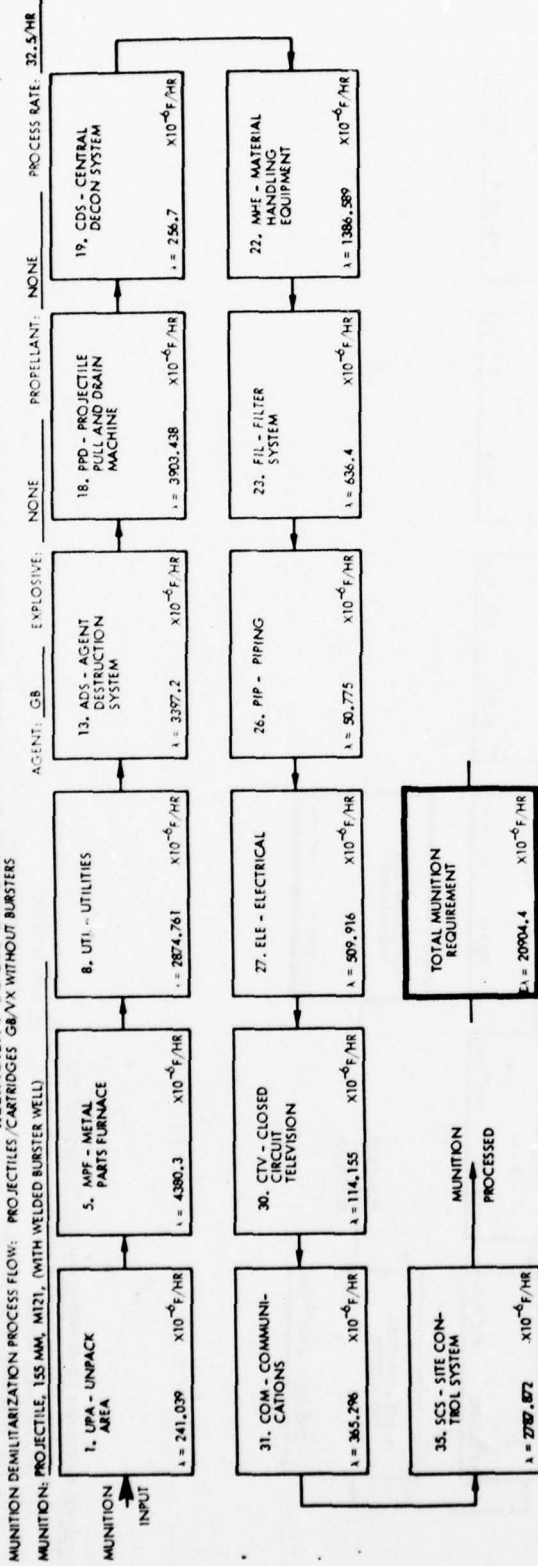 MUNITION DEMILITARIZATION PROCESS FLOW: PROJECTILES/CARTRIDGES GB/VX WITHOUT BURSTERS
MUNITION: PROJECTILE, 155 MM, M121, (WITH WELDED BURSTER WELL)
AGENT: GB EXPLOSIVE: NONE PROPELLANT: NONE PROCESS RATE: 32.5/HR
MUNITION
INPUT
1. UPA - UNPACK
AREA
λ = 241.039 X10⁻⁶F/HR
5. MPF - METAL
PARTS FURNACE
λ = 4380.3 X10⁻⁶F/HR
8. UTL - UTILITIES
λ = 2874.761 X10⁻⁶F/HR
13. ADS - AGENT
DESTRUCTION
SYSTEM
λ = 3397.2 X10⁻⁶F/HR
18. PPD - PROJECTILE
PULL AND DRAIN
MACHINE
λ = 3903.438 X10⁻⁶F/HR
19. CDS - CENTRAL
DECON SYSTEM
λ = 256.7 X10⁻⁶F/HR
22. MHE - MATERIAL
HANDLING
EQUIPMENT
λ = 1386.589 X10⁻⁶F/HR
23. FIL - FILTER
SYSTEM
λ = 636.4 X10⁻⁶F/HR
26. PIP - PIPING
λ = 50.775 X10⁻⁶F/HR
27. ELE - ELECTRICAL
λ = 509.916 X10⁻⁶F/HR
30. CTV - CLOSED
CIRCUIT
TELEVISION
λ = 114.155 X10⁻⁶F/HR
31. COM - COMMUNI-
CATIONS
λ = 365.296 X10⁻⁶F/HR
35. SCS - SITE CON-
TROL SYSTEM
λ = 2787.872 X10⁻⁶F/HR
MUNITION
PROCESSED
TOTAL MUNITION
REQUIREMENT
Σλ = 20904.4 X10⁻⁶F/HR